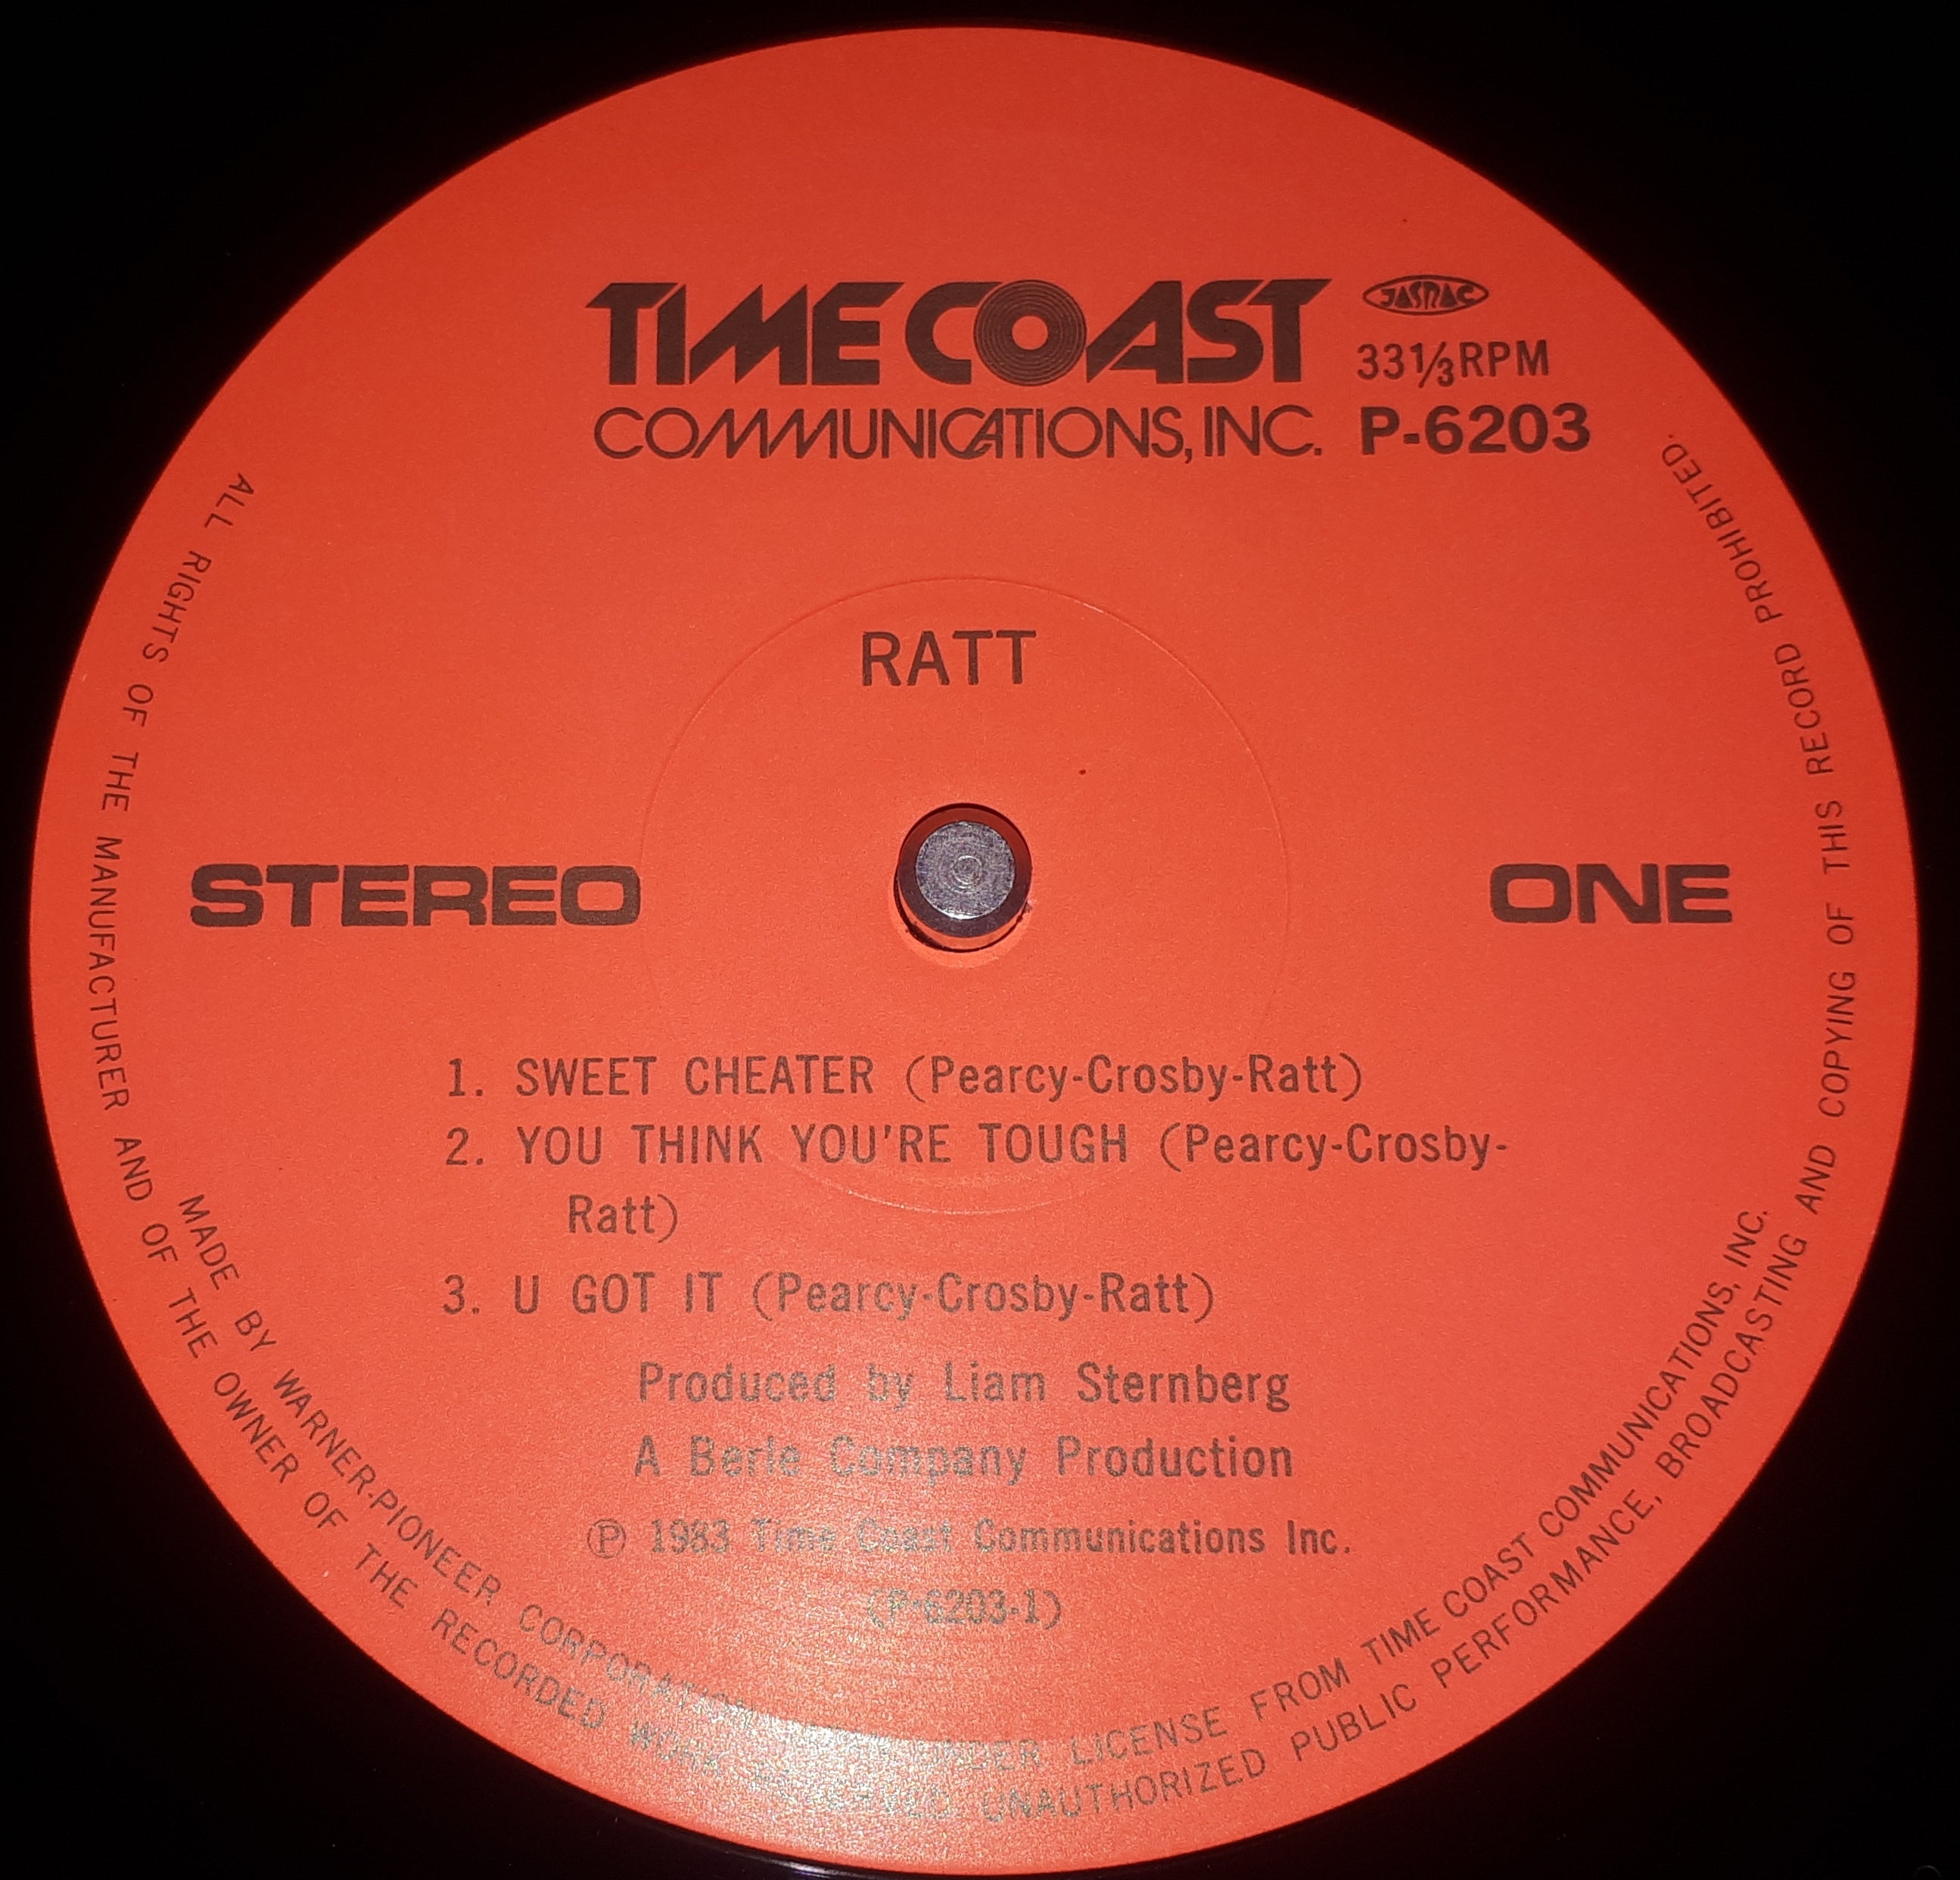 TIME COAST
COMMUNICATIONS, INC.
JASRAC
33⅓RPM
P-6203
RATT
STEREO
ONE
1. SWEET CHEATER (Pearcy-Crosby-Ratt)
2. YOU THINK YOU'RE TOUGH (Pearcy-Crosby-
Ratt)
3. U GOT IT (Pearcy-Crosby-Ratt)
Produced by Liam Sternberg
A Berle Company Production
℗ 1983 Time Coast Communications Inc.
(P-6203-1)
MADE BY WARNER-PIONEER CORPORATION UNDER LICENSE FROM TIME COAST COMMUNICATIONS, INC.
ALL RIGHTS OF THE MANUFACTURER AND OF THE OWNER OF THE RECORDED WORK RESERVED UNAUTHORIZED PUBLIC PERFORMANCE, BROADCASTING AND COPYING OF THIS RECORD PROHIBITED.